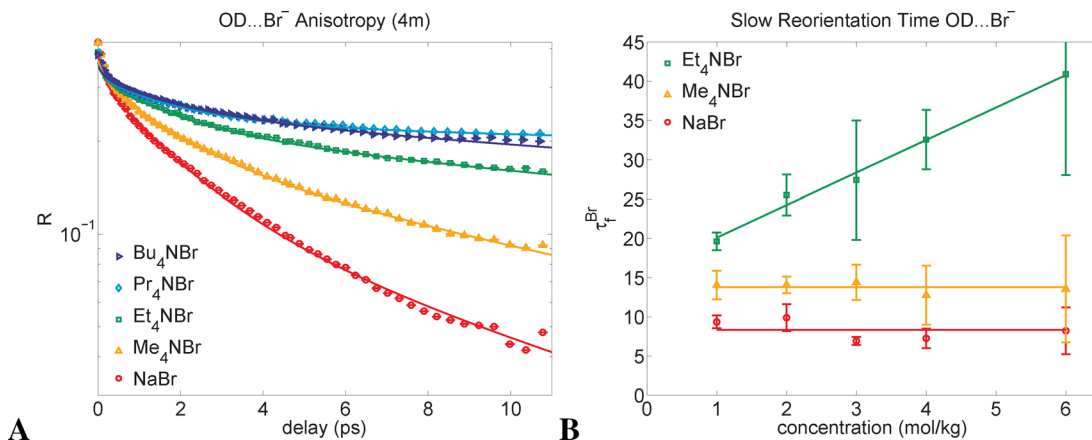 OD...Br⁻ Anisotropy (4m)
R
10⁻¹
Bu₄NBr
Pr₄NBr
Et₄NBr
Me₄NBr
NaBr
0 2 4 6 8 10
delay (ps)
A
Slow Reorientation Time OD...Br⁻
τ_f^Br
45
40
35
30
25
20
15
10
5
0
Et₄NBr
Me₄NBr
NaBr
0 1 2 3 4 5 6
concentration (mol/kg)
B